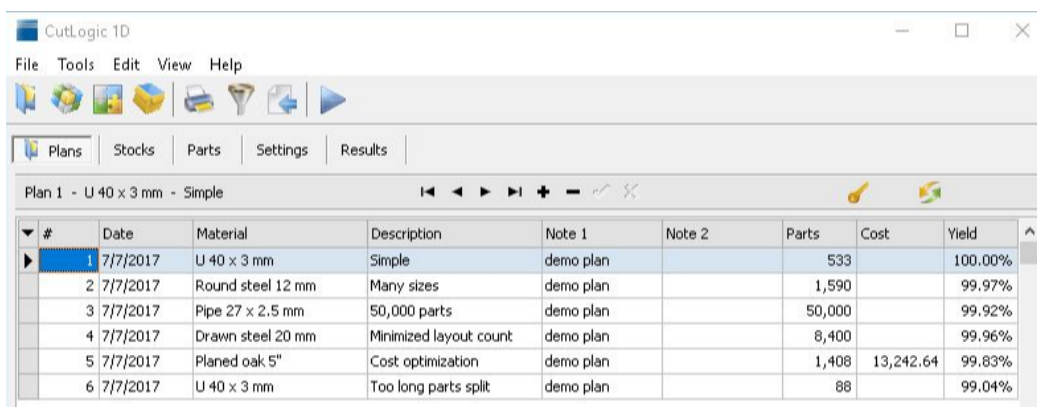 CutLogic 1D
File Tools Edit View Help
Plans Stocks Parts Settings Results
Plan 1 - U 40 x 3 mm - Simple
# Date Material Description Note 1 Note 2 Parts Cost Yield
1 7/7/2017 U 40 x 3 mm Simple demo plan 533 100.00%
2 7/7/2017 Round steel 12 mm Many sizes demo plan 1,590 99.97%
3 7/7/2017 Pipe 27 x 2.5 mm 50,000 parts demo plan 50,000 99.92%
4 7/7/2017 Drawn steel 20 mm Minimized layout count demo plan 8,400 99.96%
5 7/7/2017 Planed oak 5" Cost optimization demo plan 1,408 13,242.64 99.83%
6 7/7/2017 U 40 x 3 mm Too long parts split demo plan 88 99.04%